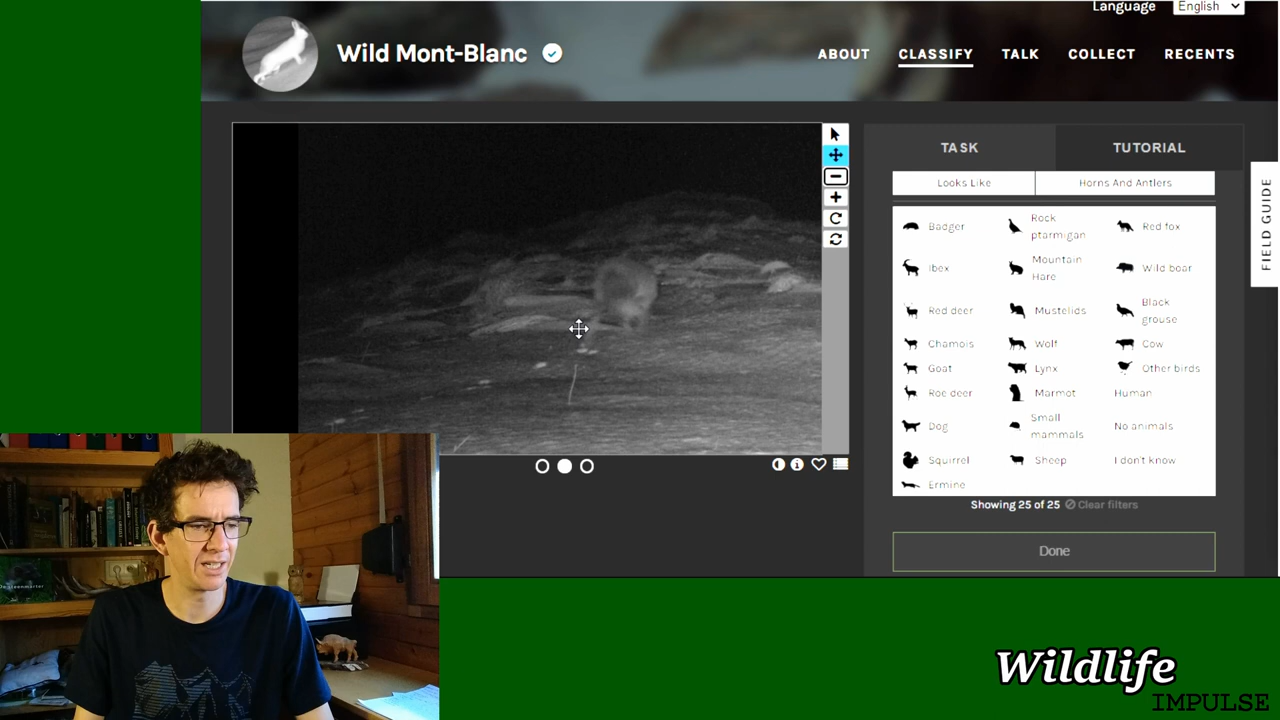 Language English
Wild Mont-Blanc
ABOUT CLASSIFY TALK COLLECT RECENTS
TASK TUTORIAL
FIELD GUIDE
Looks Like Horns And Antlers
Badger
Rock
ptarmigan
Red fox
Ibex
Mountain
Hare
Wild boar
Red deer
Mustelids
Black
grouse
Chamois
Wolf
Cow
Goat
Lynx
Other birds
Roe deer
Marmot
Human
Dog
Small
mammals
No animals
Squirrel
Sheep
I don't know
Ermine
Showing 25 of 25 Clear filters
Done
Wildlife
IMPULSE